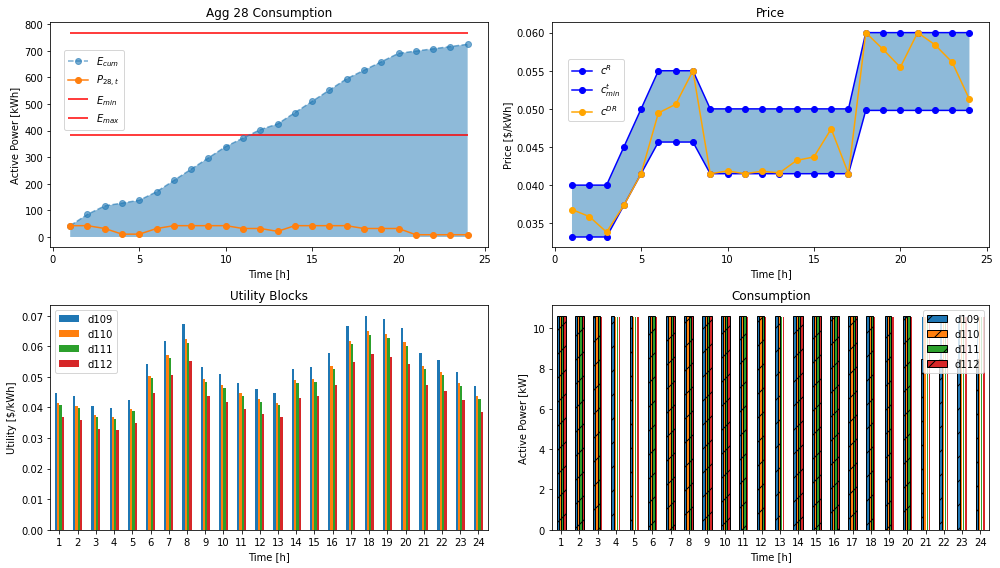 Agg 28 Consumption
Active Power [kWh]
800
700
600
500
400
300
200
100
0
E_cum
P_28,t
E_min
E_max
0 5 10 15 20 25
Time [h]
Price
Price [$/kWh]
0.060
0.055
0.050
0.045
0.040
0.035
c^R
c^t_min
c^DR
5 10 15 20 25
0
Time [h]
Utility Blocks
Utility [$/kWh]
0.07
0.06
0.05
0.04
0.03
0.02
0.01
0.00
d109
d110
d111
d112
1 2 3 4 5 6 7 8 9 10 11 12 13 14 15 16 17 18 19 20 21 22 23 24
Time [h]
Consumption
Active Power [kW]
10
8
6
4
2
0
d109
d110
d111
d112
1 2 3 4 5 6 7 8 9 10 11 12 13 14 15 16 17 18 19 20 21 22 23 24
Time [h]